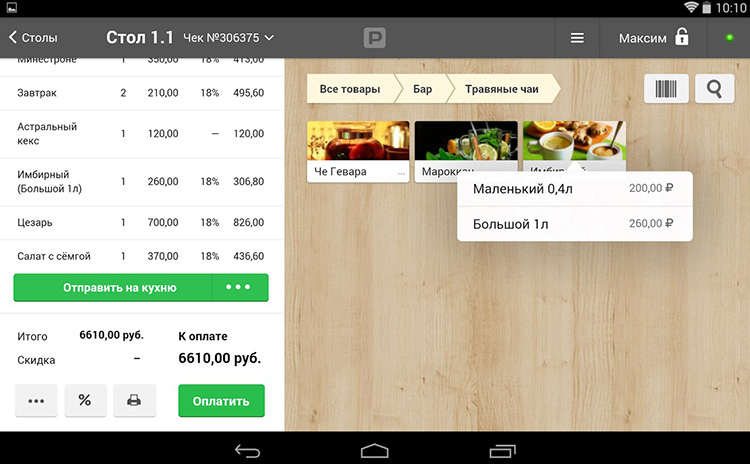 10:10
Столы
Стол 1.1 Чек №306375
P
Максим
Минестроне 1 350,00 18% 413,00
Завтрак 2 210,00 18% 495,60
Астральный
кекс 1 120,00 — 120,00
Имбирный
(Большой 1л) 1 260,00 18% 306,80
Цезарь 1 700,00 18% 826,00
Салат с сёмгой 1 370,00 18% 436,60
Отправить на кухню
Итого 6610,00 руб.
Скидка –
К оплате
6610,00 руб.
%
Оплатить
Все товары Бар Травяные чаи
Че Гевара ...
Мароккан
Имбирный
Маленький 0,4л 200,00 ₽
Большой 1л 260,00 ₽